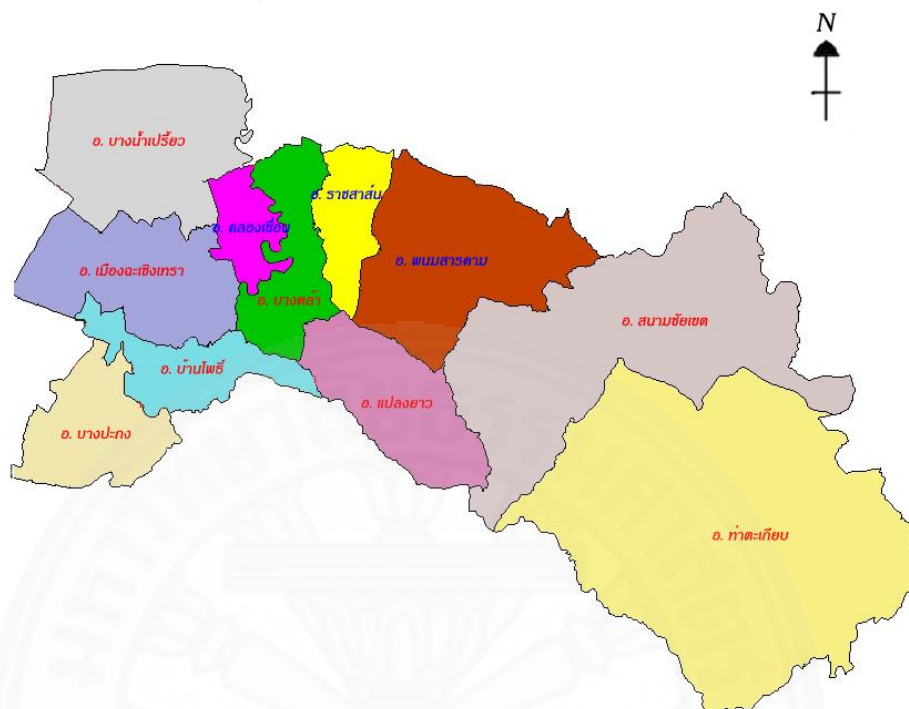 N
อ. บางน้ำเปรี้ยว
อ. ราชสาส์น
อ. คลองเขื่อน
อ. พนมสารคาม
อ. เมืองฉะเชิงเทรา
อ. บางคล้า
อ. สนามชัยเขต
อ. บ้านโพธิ์
อ. แปลงยาว
อ. บางปะกง
อ. ท่าตะเกียบ